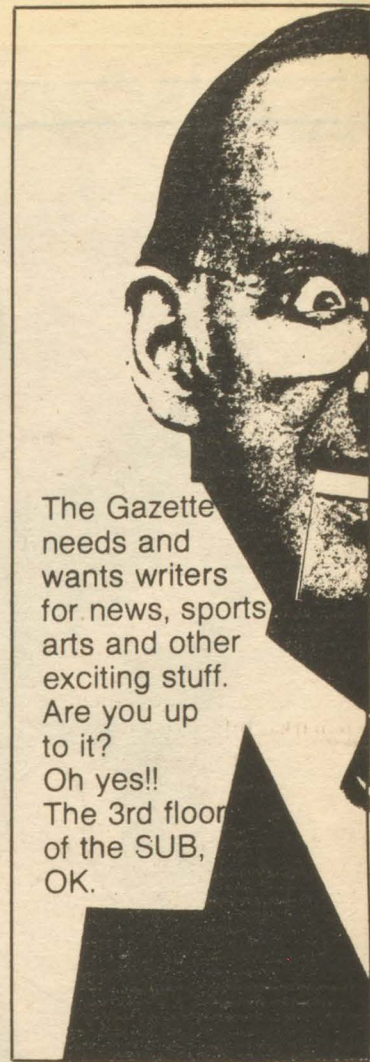 The Gazette
needs and
wants writers
for news, sports
arts and other
exciting stuff.
Are you up
to it?
Oh yes!!
The 3rd floor
of the SUB,
OK.